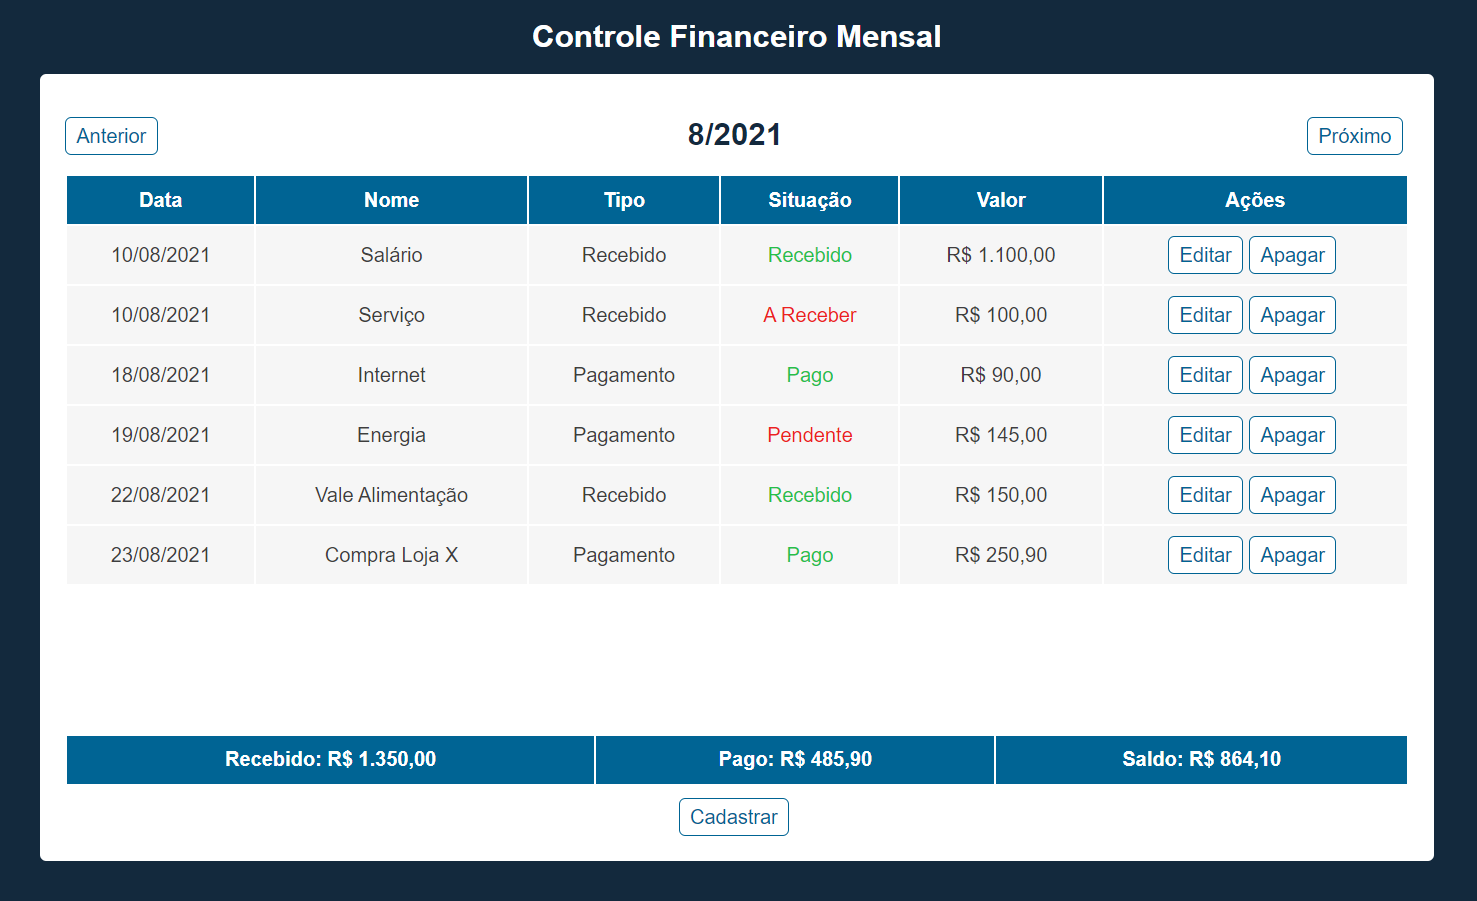 Controle Financeiro Mensal
Anterior 8/2021 Próximo
Data Nome Tipo Situação Valor Ações
10/08/2021 Salário Recebido Recebido R$ 1.100,00 Editar Apagar
10/08/2021 Serviço Recebido A Receber R$ 100,00 Editar Apagar
18/08/2021 Internet Pagamento Pago R$ 90,00 Editar Apagar
19/08/2021 Energia Pagamento Pendente R$ 145,00 Editar Apagar
22/08/2021 Vale Alimentação Recebido Recebido R$ 150,00 Editar Apagar
23/08/2021 Compra Loja X Pagamento Pago R$ 250,90 Editar Apagar
Recebido: R$ 1.350,00 Pago: R$ 485,90 Saldo: R$ 864,10
Cadastrar